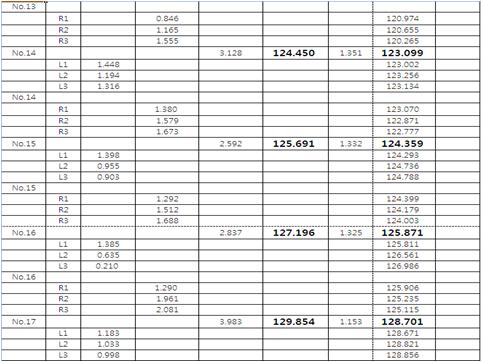 No.13
R1 0.846 120.974
R2 1.165 120.655
R3 1.555 120.265
No.14 3.128 124.450 1.351 123.099
L1 1.448 123.002
L2 1.194 123.256
L3 1.316 123.134
No.14
R1 1.380 123.070
R2 1.579 122.871
R3 1.673 122.777
No.15 2.592 125.691 1.332 124.359
L1 1.398 124.293
L2 0.955 124.736
L3 0.903 124.788
No.15
R1 1.292 124.399
R2 1.512 124.179
R3 1.688 124.003
No.16 2.837 127.196 1.325 125.871
L1 1.385 125.811
L2 0.635 126.561
L3 0.210 126.986
No.16
R1 1.290 125.906
R2 1.961 125.235
R3 2.081 125.115
No.17 3.983 129.854 1.153 128.701
L1 1.183 128.671
L2 1.033 128.821
L3 0.998 128.856